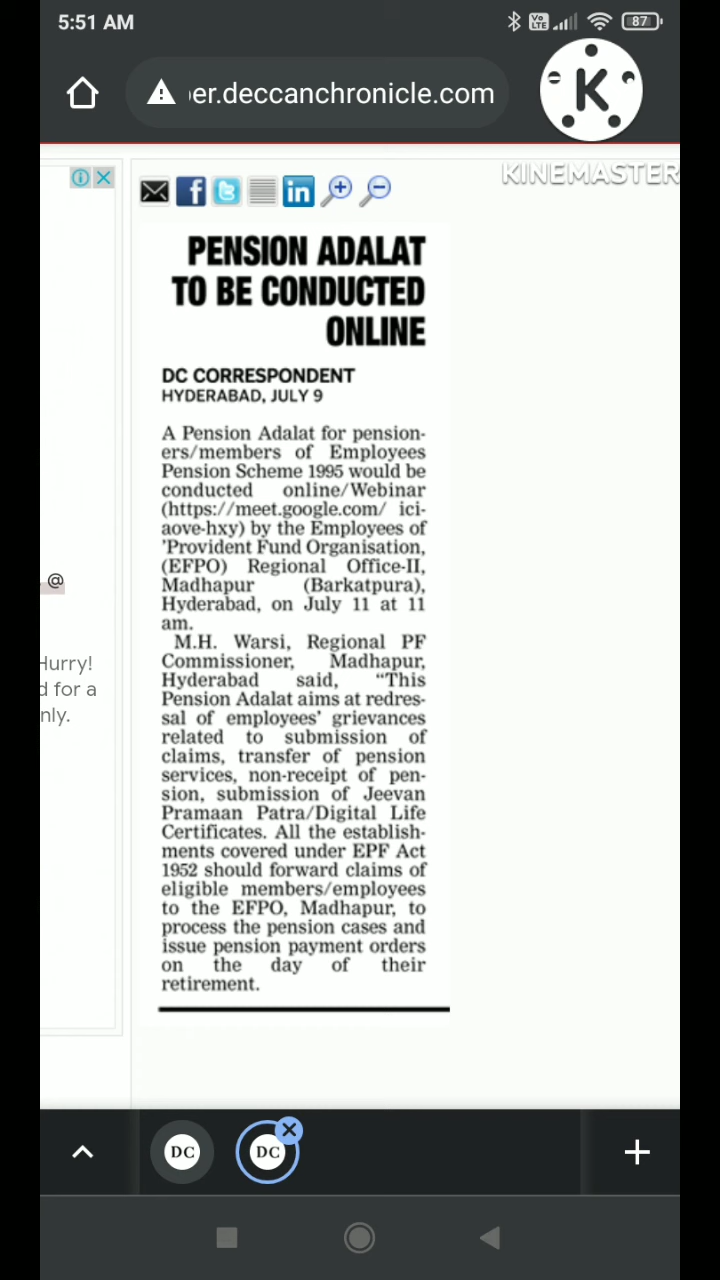 5:51 AM
Vo
LTE
87
er.deccanchronicle.com
K
KINEMASTER
f
in
PENSION ADALAT
TO BE CONDUCTED
ONLINE
DC CORRESPONDENT
HYDERABAD, JULY 9
A Pension Adalat for pension-
ers/members of Employees
Pension Scheme 1995 would be
conducted online/Webinar
(https://meet.google.com/ ici-
aove-hxy) by the Employees of
'Provident Fund Organisation,
(EFPO) Regional Office-II,
Madhapur (Barkatpura),
Hyderabad, on July 11 at 11
am.
M.H. Warsi, Regional PF
Commissioner, Madhapur,
Hyderabad said, “This
Pension Adalat aims at redres-
sal of employees’ grievances
related to submission of
claims, transfer of pension
services, non-receipt of pen-
sion, submission of Jeevan
Pramaan Patra/Digital Life
Certificates. All the establish-
ments covered under EPF Act
1952 should forward claims of
eligible members/employees
to the EFPO, Madhapur, to
process the pension cases and
issue pension payment orders
on the day of their
retirement.
@
Hurry!
d for a
nly.
DC
DC